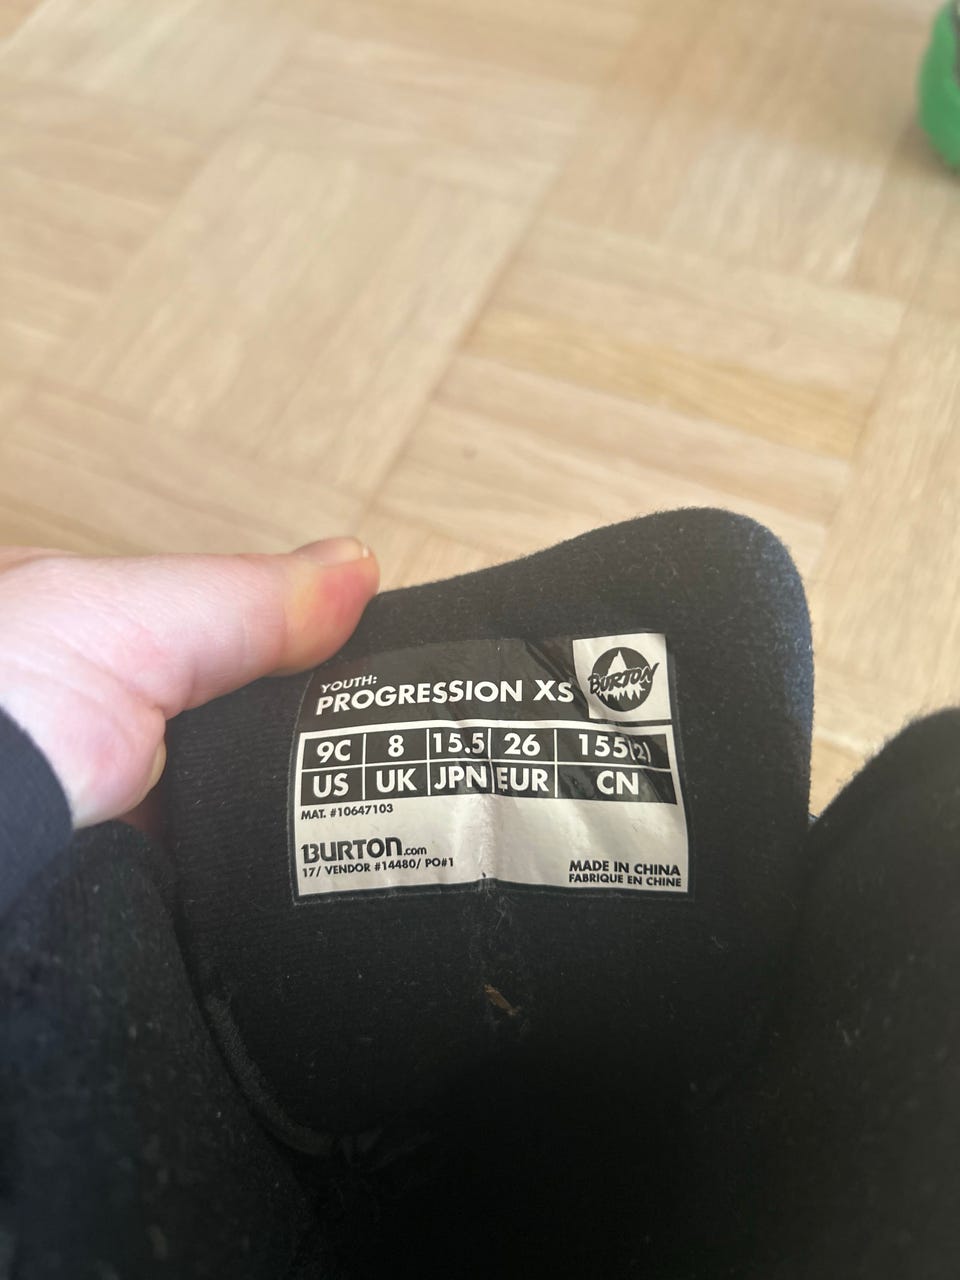 YOUTH:
PROGRESSION XS
BURTON
9C 8 15.5 26 155(2)
US UK JPN EUR CN
MAT. #10647103
BURTON.com
17/ VENDOR #14480/ PO#1
MADE IN CHINA
FABRIQUE EN CHINE